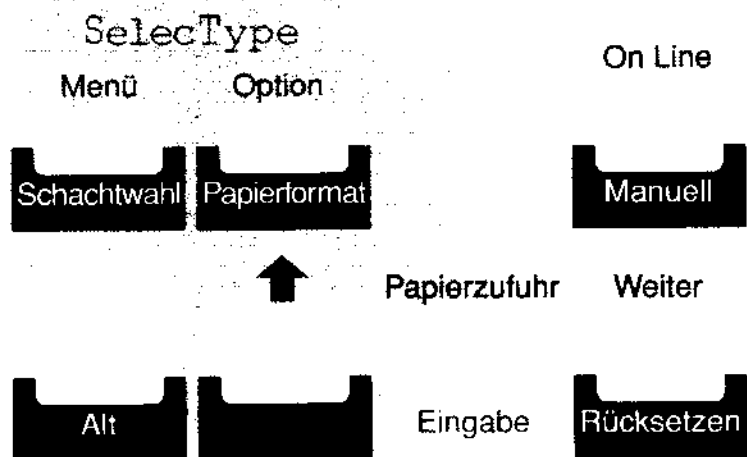 SelecType
On Line
Menü Option
Schachtwahl Papierformat Manuell
Papierzufuhr Weiter
Alt Eingabe Rücksetzen